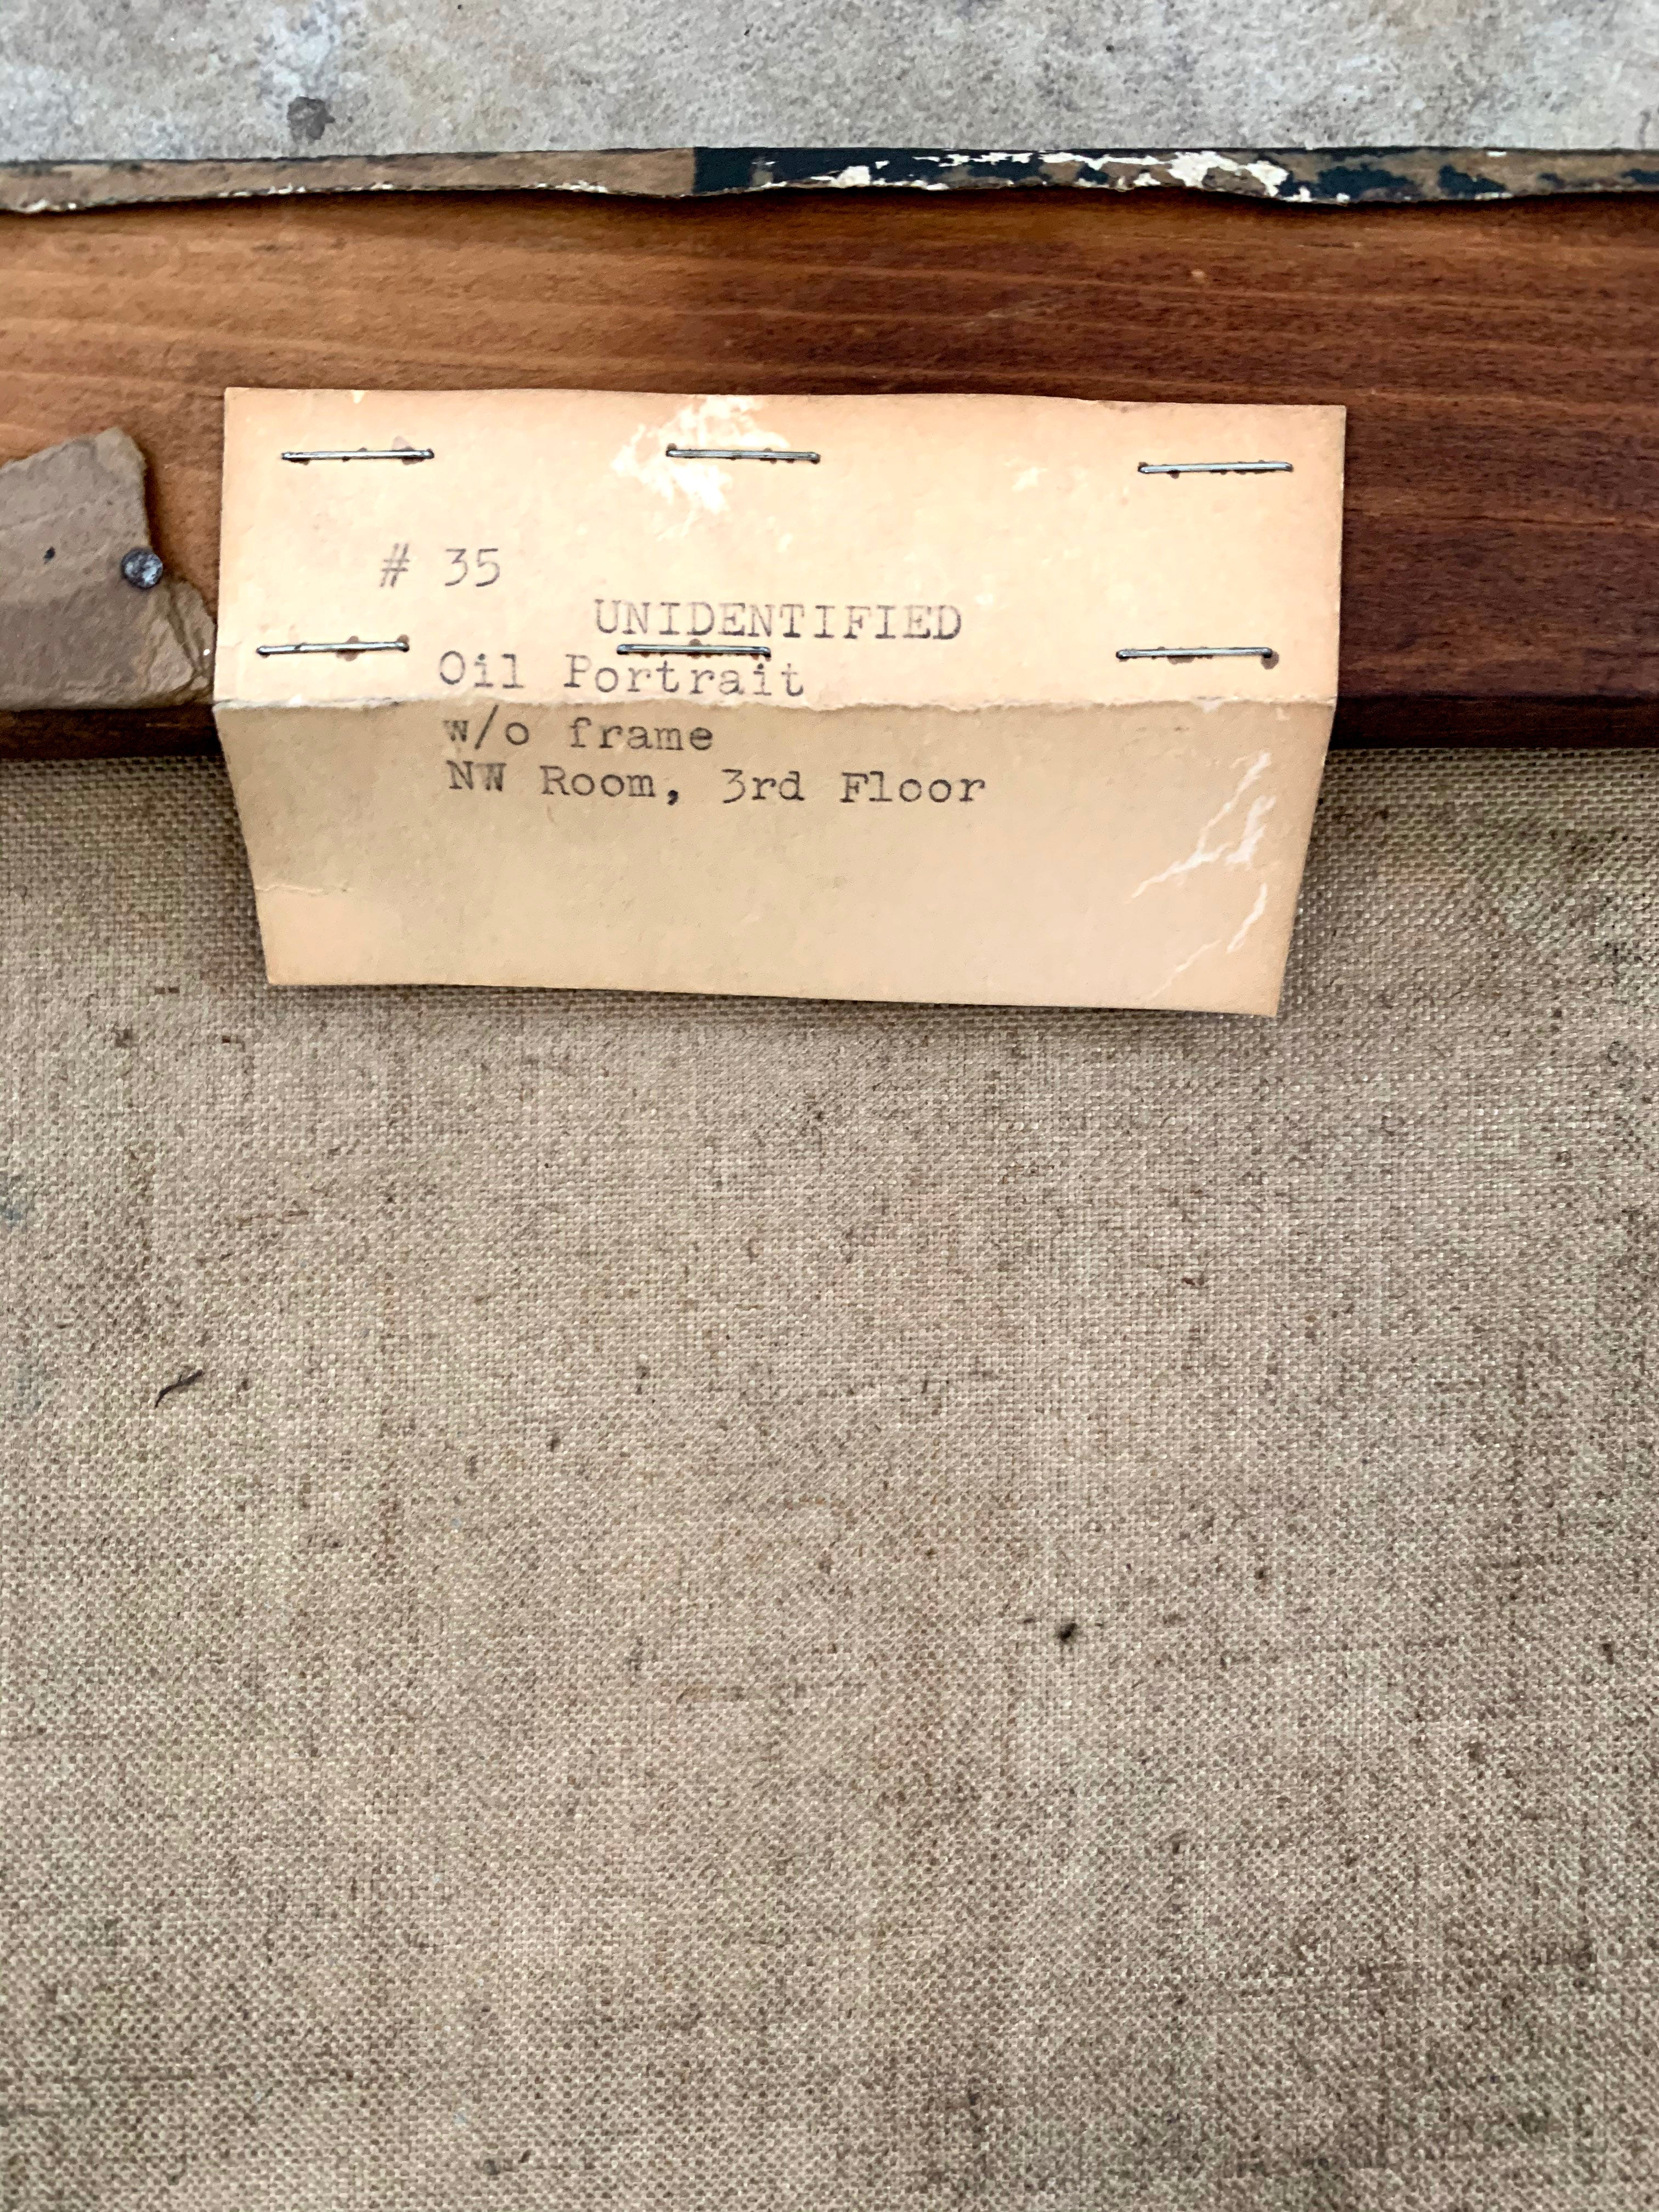 # 35
UNIDENTIFIED
Oil Portrait
w/o frame
NW Room, 3rd Floor